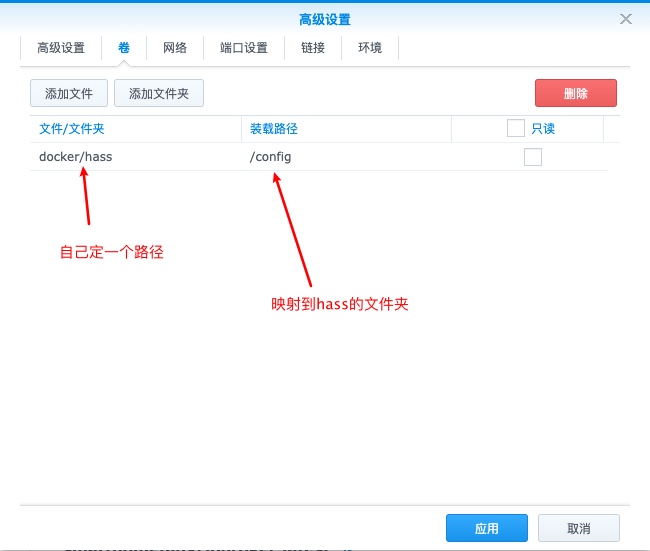 高级设置
高级设置 卷 网络 端口设置 链接 环境
添加文件 添加文件夹 删除
文件/文件夹 装载路径 只读
docker/hass /config
自己定一个路径
映射到hass的文件夹
应用 取消